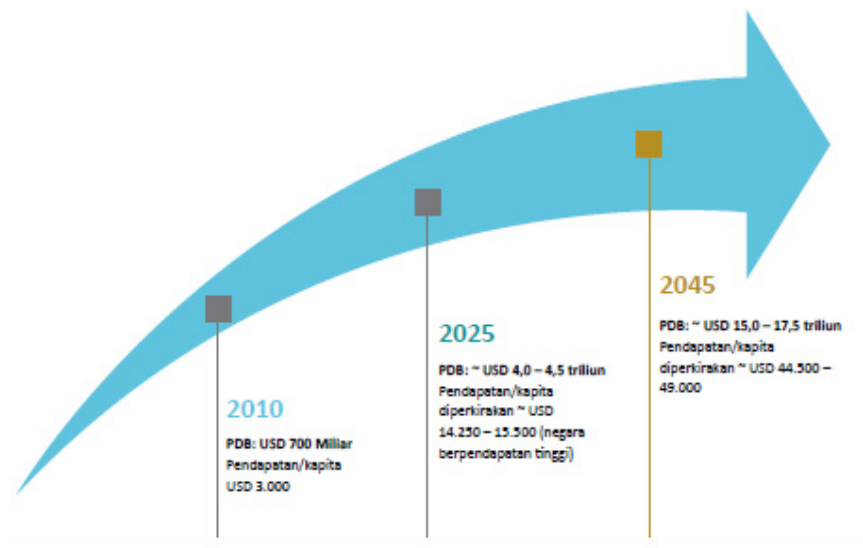 2010
PDB: USD 700 Miliar
Pendapatan/kapita
USD 3.000
2025
PDB: ~ USD 4,0 – 4,5 triliun
Pendapatan/kapita
diperkirakan ~ USD
14.250 – 15.500 (negara
berpendapatan tinggi)
2045
PDB: ~ USD 15,0 – 17,5 triliun
Pendapatan/kapita
diperkirakan ~ USD 44.500 –
49.000